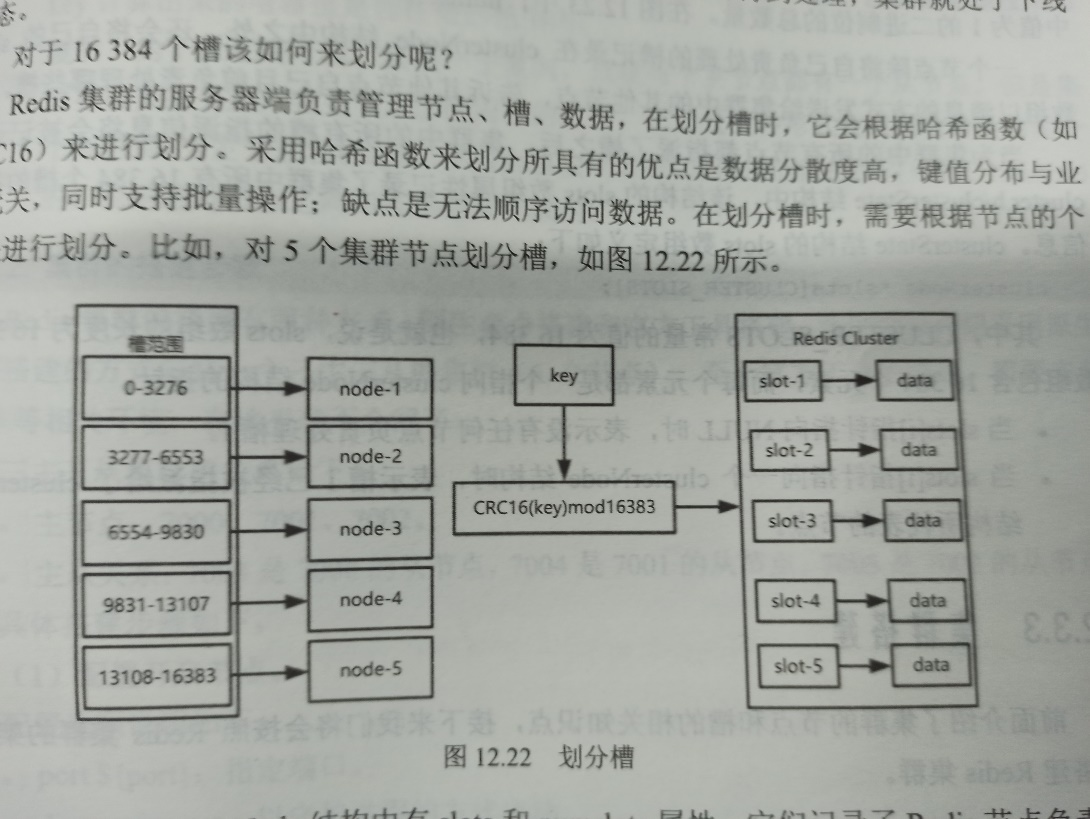 态。
对于 16 384 个槽该如何来划分呢？
Redis 集群的服务器端负责管理节点、槽、数据，在划分槽时，它会根据哈希函数（如
C16）来进行划分。采用哈希函数来划分所具有的优点是数据分散度高，键值分布与业
关，同时支持批量操作；缺点是无法顺序访问数据。在划分槽时，需要根据节点的个
进行划分。比如，对 5 个集群节点划分槽，如图 12.22 所示。
槽范围
0-3276
3277-6553
6554-9830
9831-13107
13108-16383
node-1
node-2
node-3
node-4
node-5
key
CRC16(key)mod16383
Redis Cluster
slot-1 data
slot-2 data
slot-3 data
slot-4 data
slot-5 data
图 12.22 划分槽